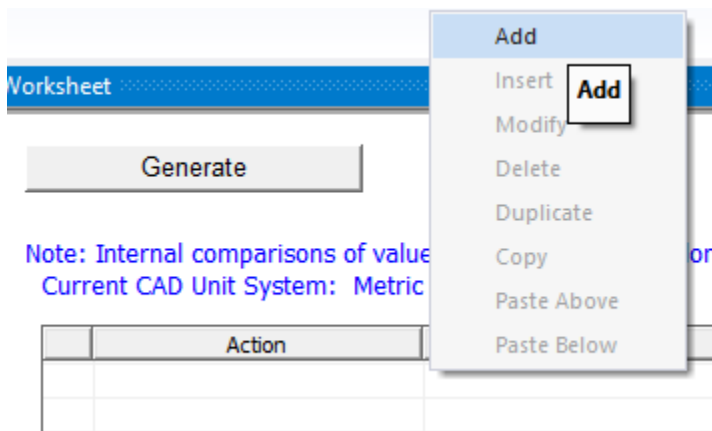 Worksheet
Generate
Note: Internal comparisons of value
or
Current CAD Unit System: Metric
Action
Add
Insert
Modify
Delete
Duplicate
Copy
Paste Above
Paste Below
Add